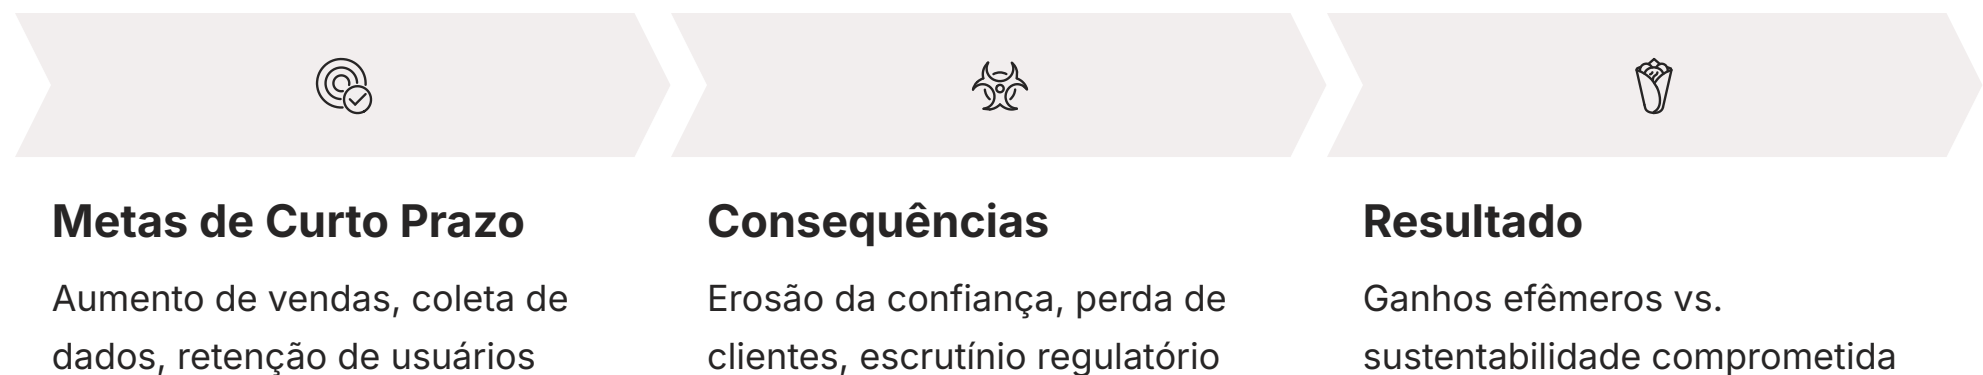 Metas de Curto Prazo
Aumento de vendas, coleta de
dados, retenção de usuários
Consequências
Erosão da confiança, perda de
clientes, escrutínio regulatório
Resultado
Ganhos efêmeros vs.
sustentabilidade comprometida